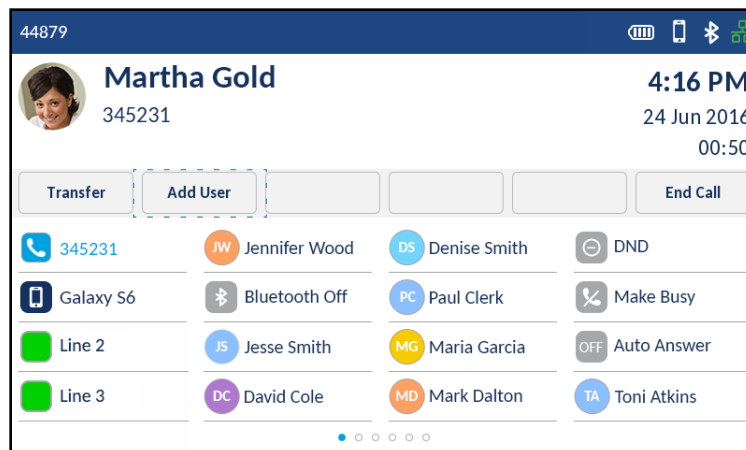 44879
Martha Gold
4:16 PM
345231
24 Jun 2016
00:50
Transfer
Add User
End Call
345231
JW Jennifer Wood
DS Denise Smith
DND
Galaxy S6
Bluetooth Off
PC Paul Clerk
Make Busy
Line 2
JS Jesse Smith
MG Maria Garcia
OFF Auto Answer
Line 3
DC David Cole
MD Mark Dalton
TA Toni Atkins